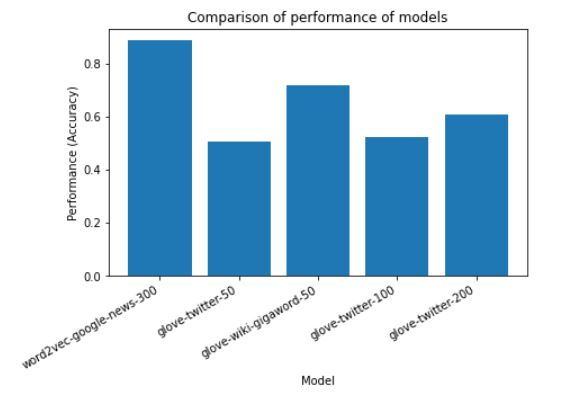 Comparison of performance of models
Performance (Accuracy)
0.8
0.6
0.4
0.2
0.0
word2vec-google-news-300
glove-twitter-50
glove-wiki-gigaword-50
glove-twitter-100
glove-twitter-200
Model